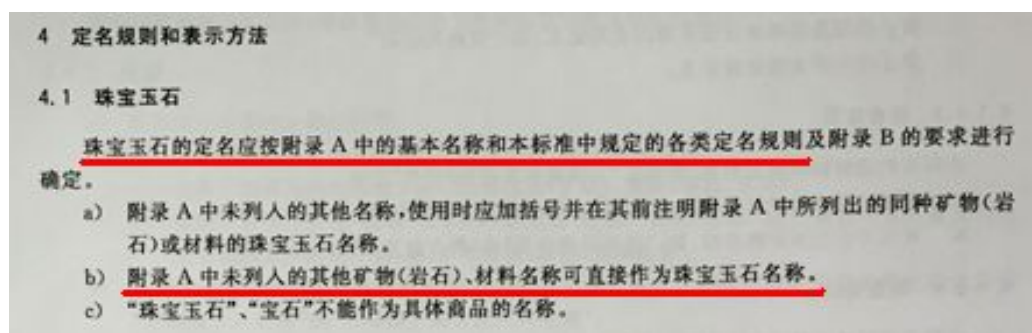 4 定名规则和表示方法
4.1 珠宝玉石
珠宝玉石的定名应按附录 A 中的基本名称和本标准中规定的各类定名规则及附录 B 的要求进行
确定。
a) 附录 A 中未列入的其他名称,使用时应加括号并在其前注明附录 A 中所列出的同种矿物(岩
石)或材料的珠宝玉石名称。
b) 附录 A 中未列入的其他矿物(岩石)、材料名称可直接作为珠宝玉石名称。
c) “珠宝玉石”、“宝石”不能作为具体商品的名称。